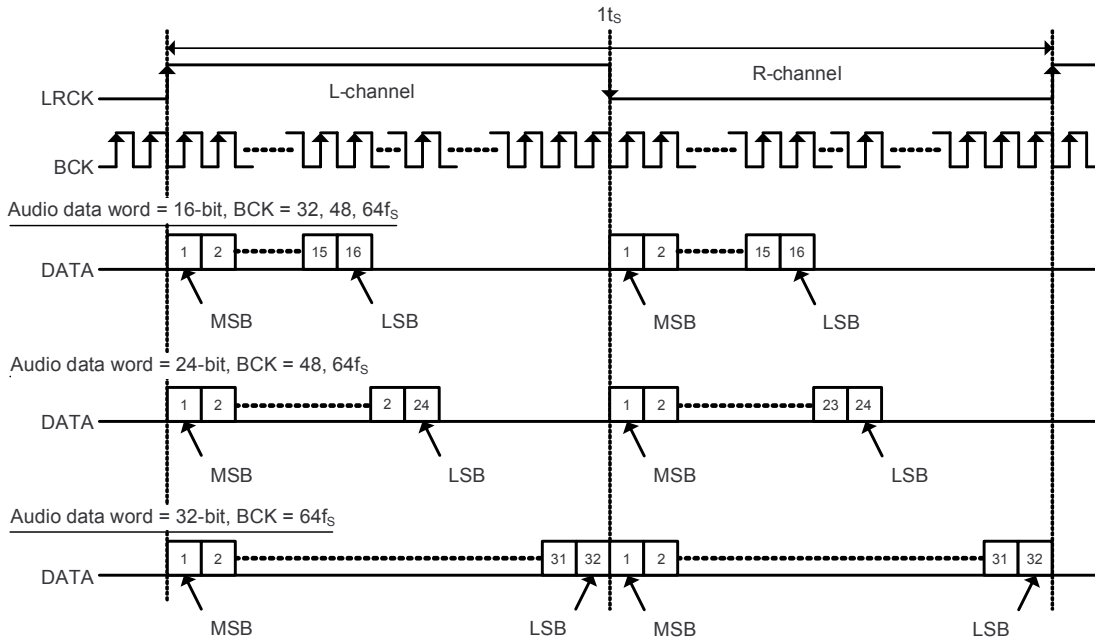 1tS
LRCK L-channel R-channel
BCK
Audio data word = 16-bit, BCK = 32, 48, 64fS
DATA 1 2 15 16 1 2 15 16
MSB LSB MSB LSB
Audio data word = 24-bit, BCK = 48, 64fS
DATA 1 2 2 24 1 2 23 24
MSB LSB MSB LSB
Audio data word = 32-bit, BCK = 64fS
DATA 1 2 31 32 1 2 31 32
MSB LSB MSB LSB